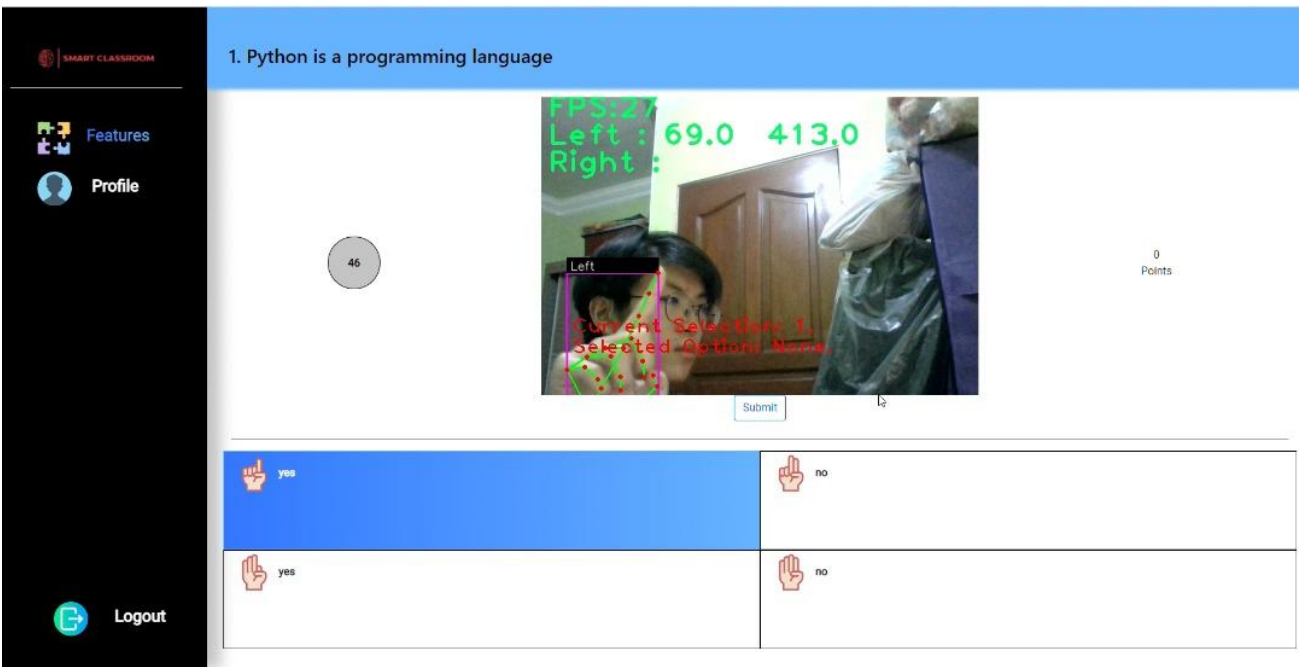 SMART CLASSROOM
1. Python is a programming language
Features
Profile
FPS:27
Left : 69.0 413.0
Right :
46
Left
0
Points
Current Selection: 1,
Selected Option: None,
Submit
yes
no
yes
no
Logout